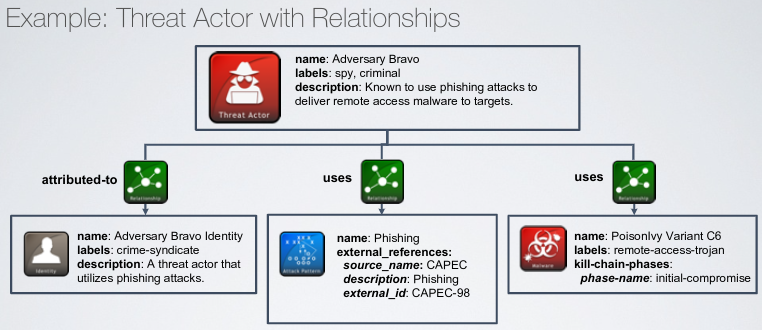 Example: Threat Actor with Relationships
name: Adversary Bravo
labels: spy, criminal
description: Known to use phishing attacks to
deliver remote access malware to targets.
Threat Actor
attributed-to
Relationship
uses
Relationship
uses
Relationship
name: Adversary Bravo Identity
labels: crime-syndicate
description: A threat actor that
utilizes phishing attacks.
Identity
name: Phishing
external_references:
source_name: CAPEC
description: Phishing
external_id: CAPEC-98
Attack Pattern
name: PoisonIvy Variant C6
labels: remote-access-trojan
kill-chain-phases:
phase-name: initial-compromise
Malware